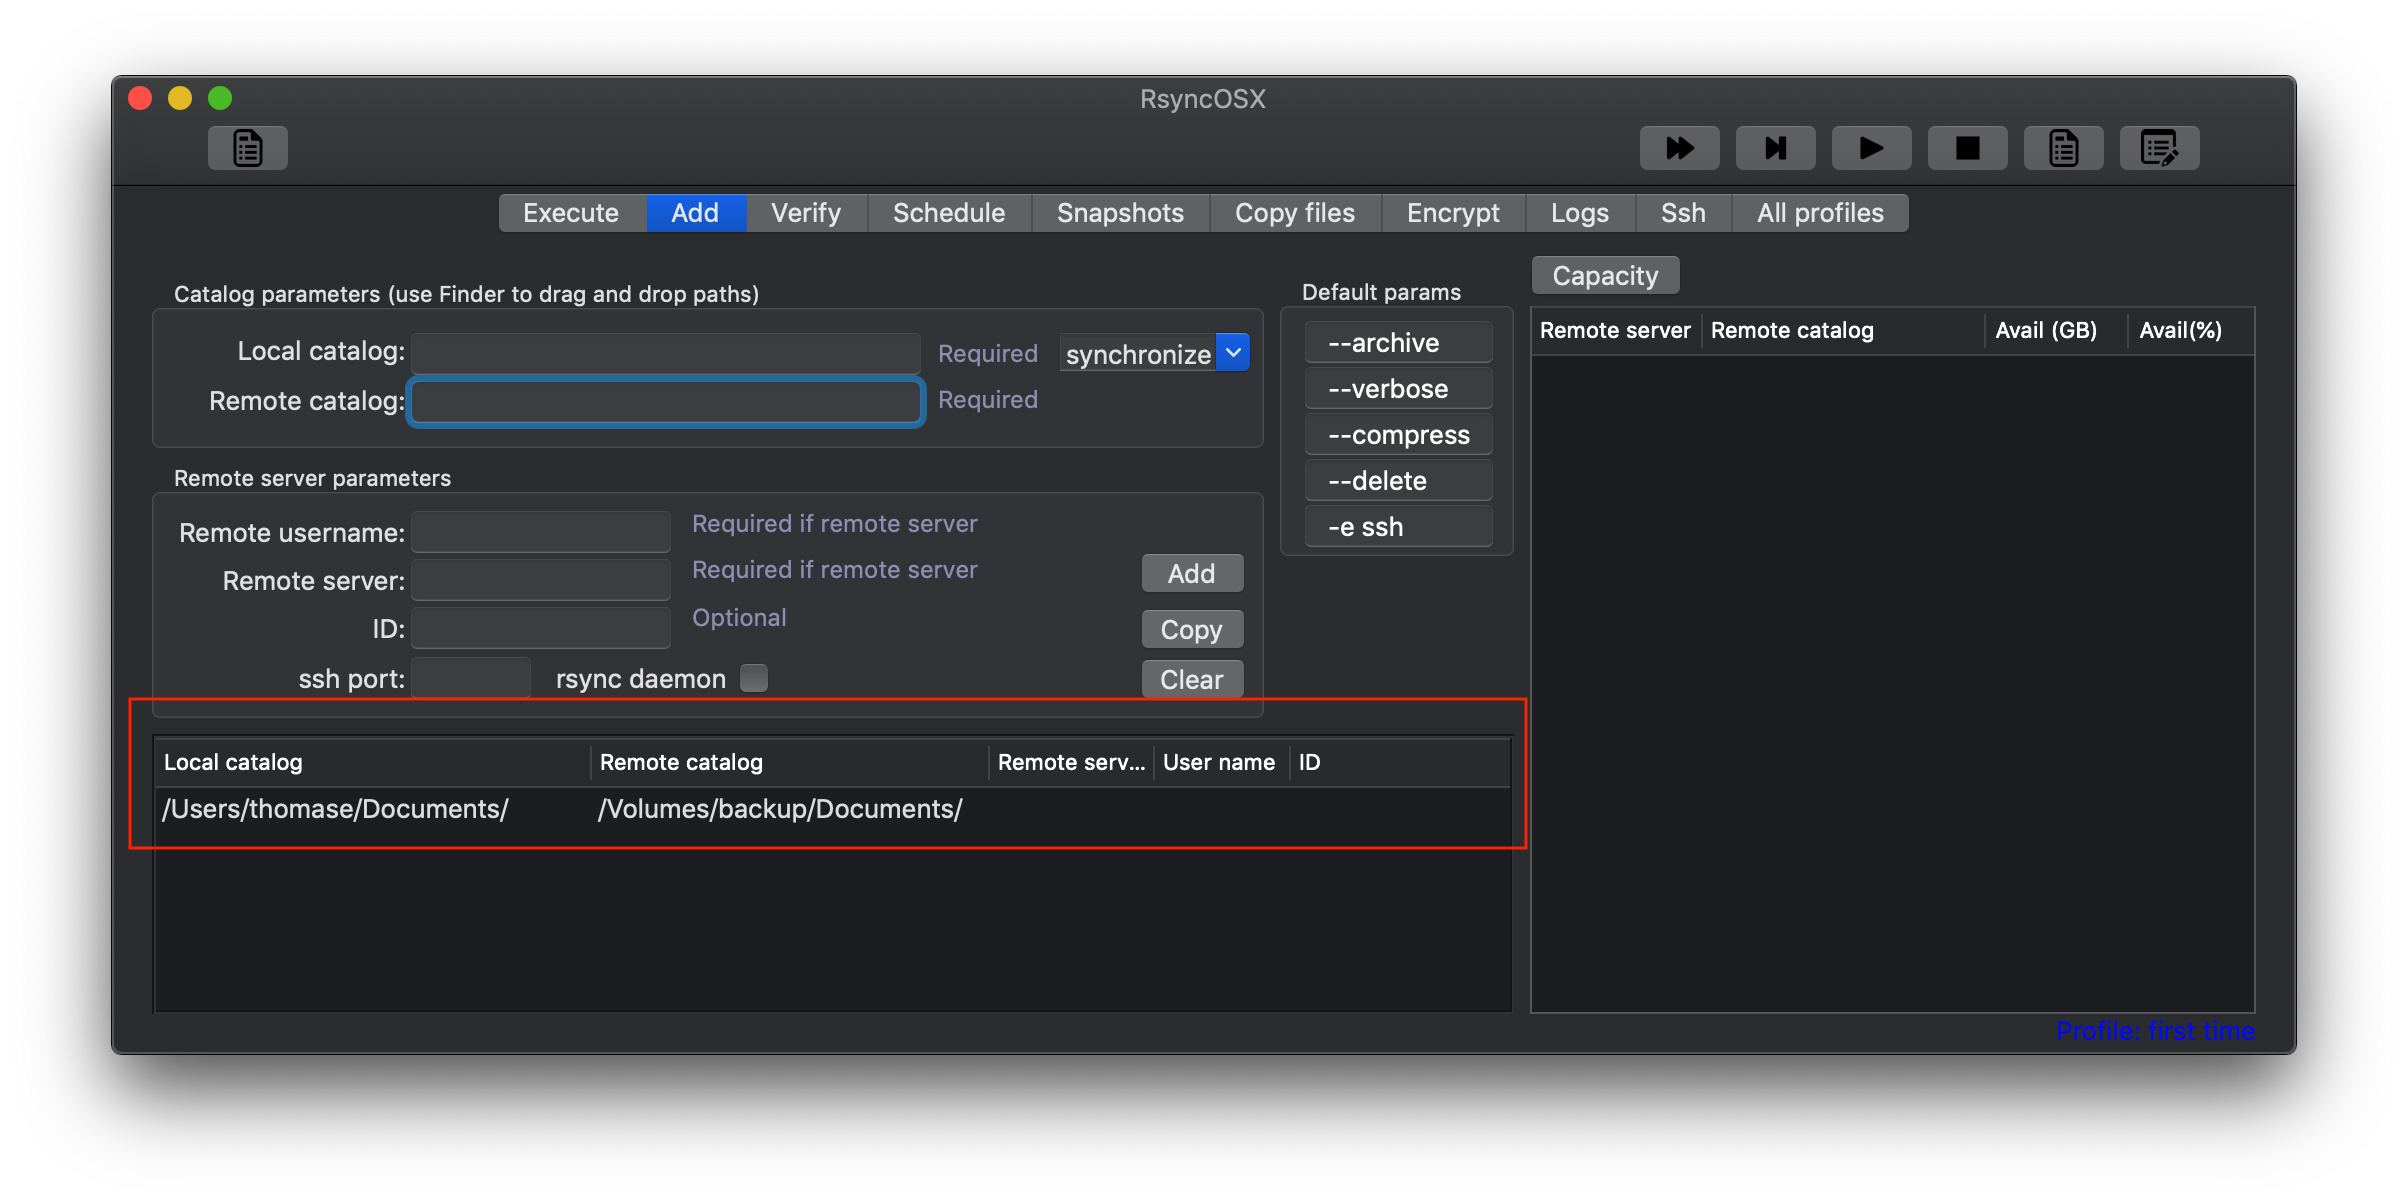 RsyncOSX
Execute Add Verify Schedule Snapshots Copy files Encrypt Logs Ssh All profiles
Catalog parameters (use Finder to drag and drop paths)
Local catalog: Required synchronize
Remote catalog: Required
Remote server parameters
Remote username: Required if remote server
Remote server: Required if remote server
ID: Optional
ssh port: rsync daemon
Add
Copy
Clear
Default params
--archive
--verbose
--compress
--delete
-e ssh
Capacity
Remote server Remote catalog Avail (GB) Avail(%)
Local catalog Remote catalog Remote serv... User name ID
/Users/thomase/Documents/ /Volumes/backup/Documents/
Profile: first time